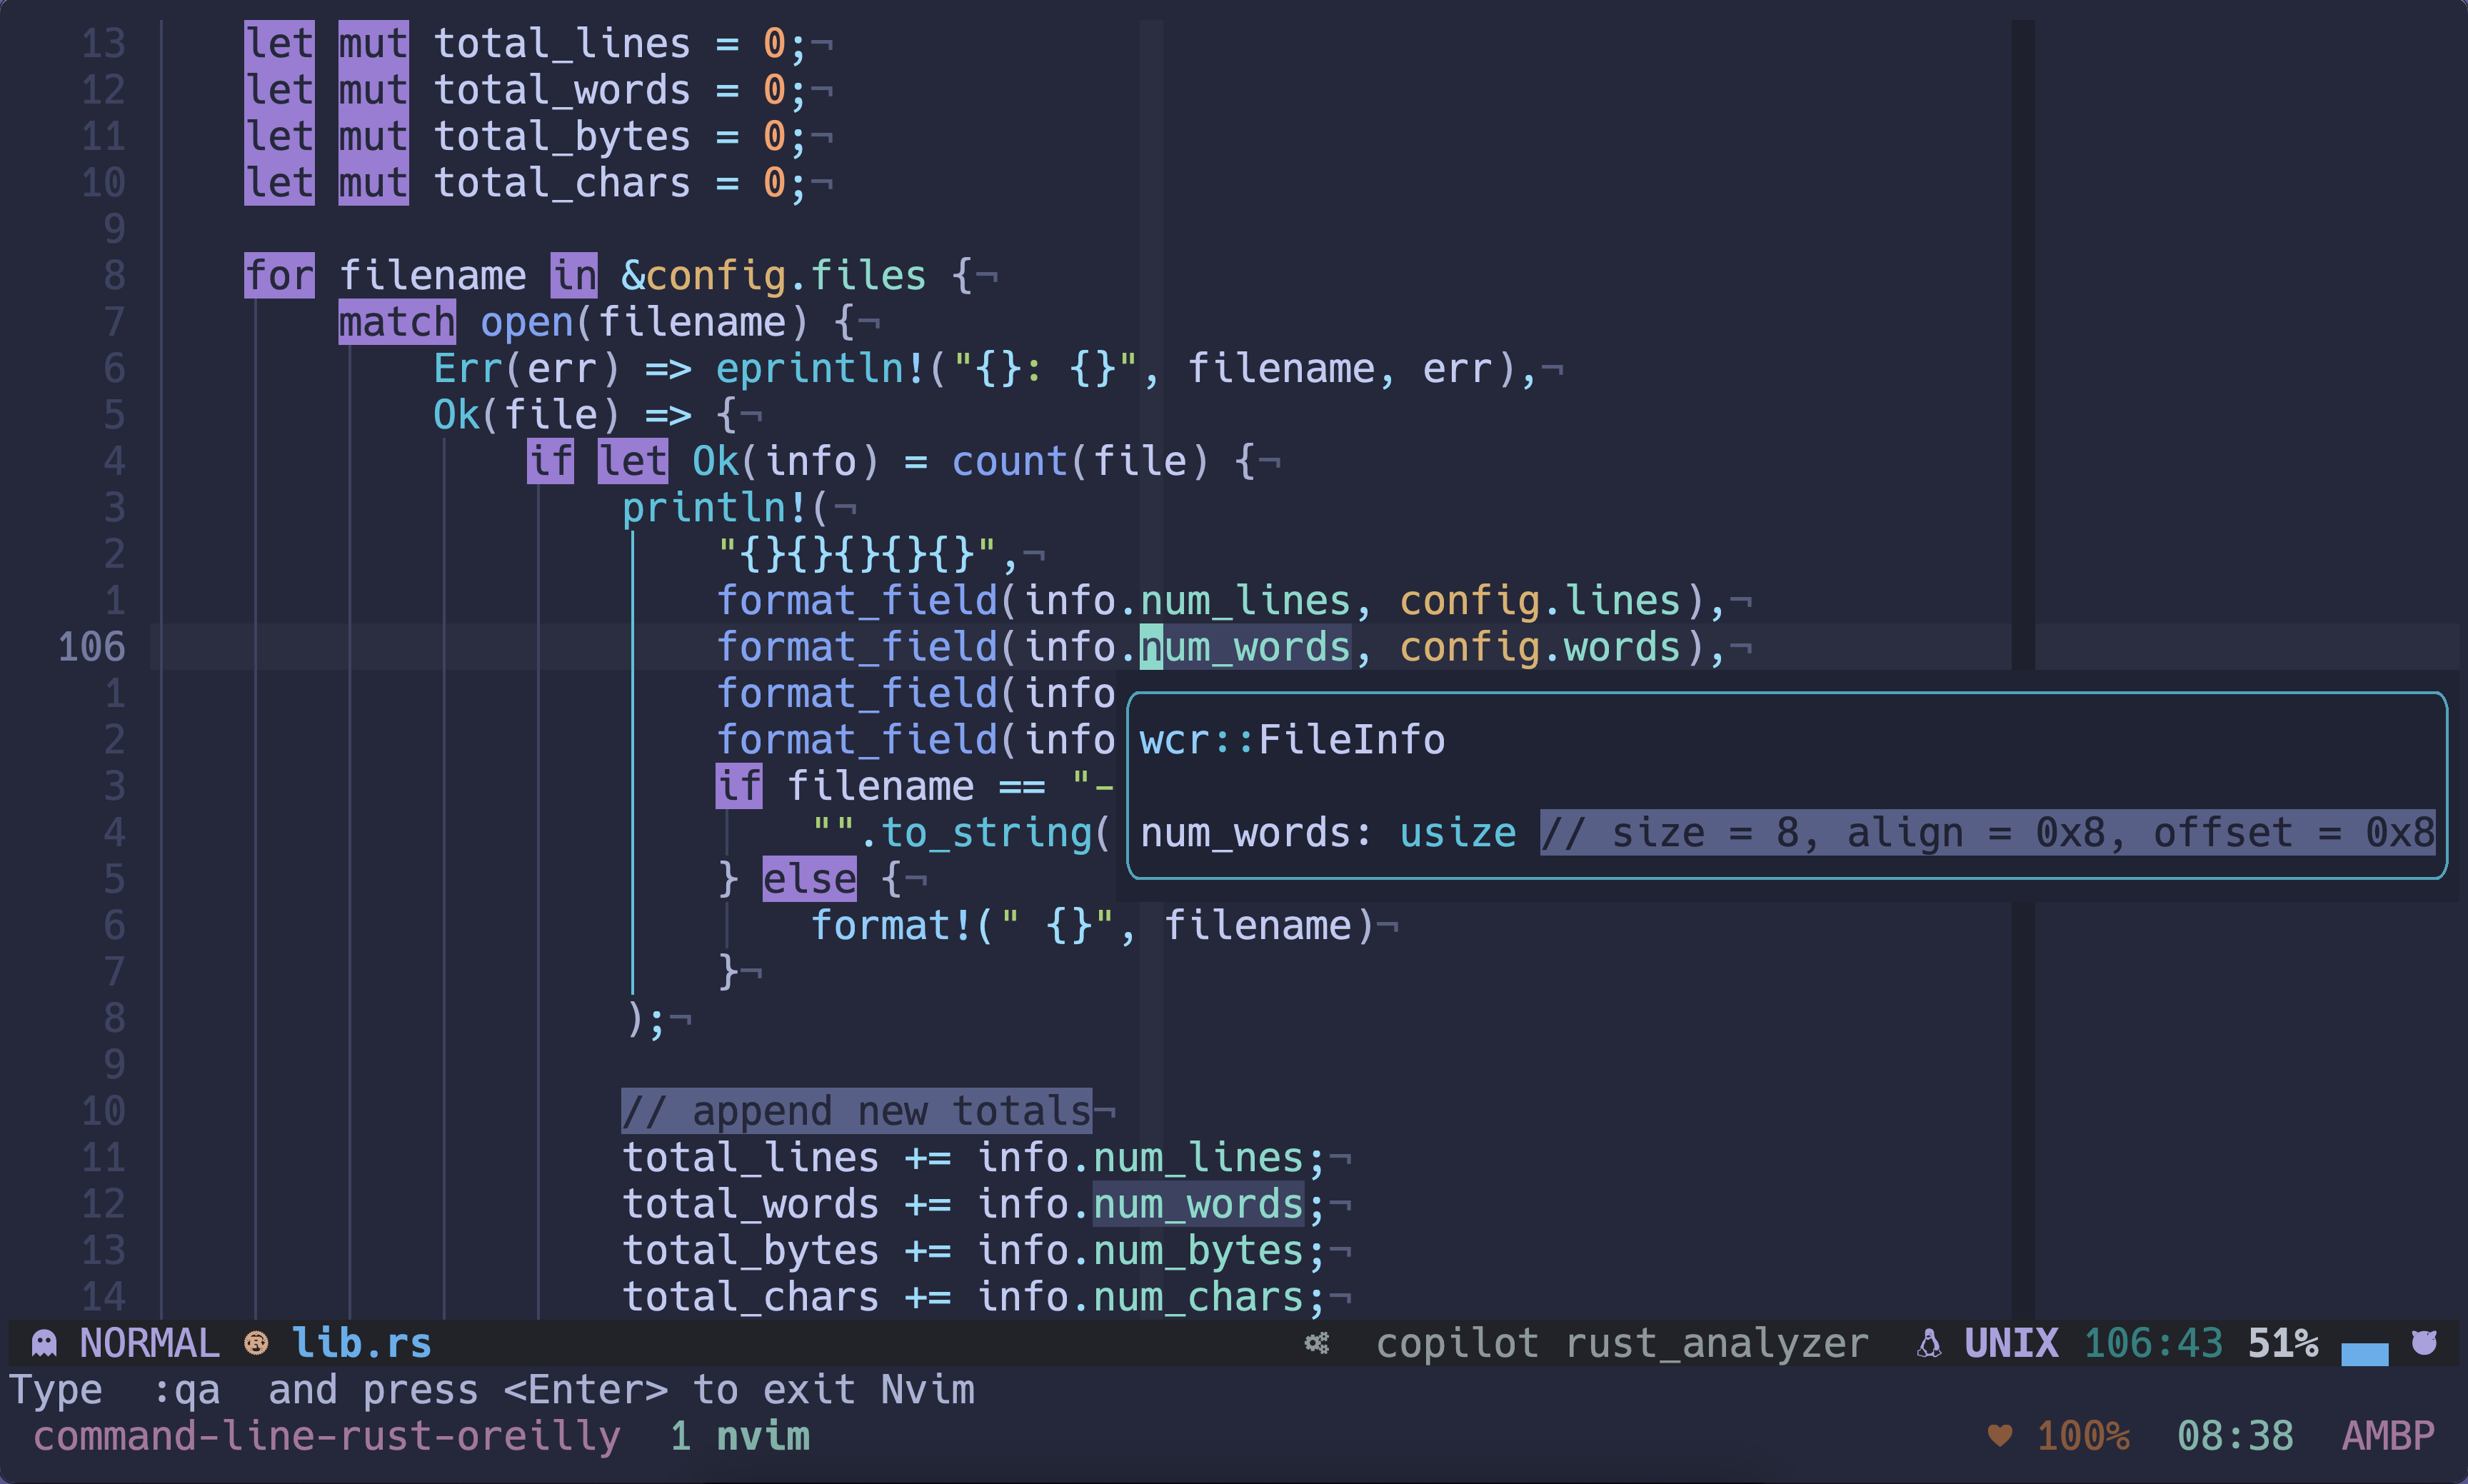 13     let mut total_lines = 0;¬
12     let mut total_words = 0;¬
11     let mut total_bytes = 0;¬
10     let mut total_chars = 0;¬
9
8     for filename in &config.files {¬
7         match open(filename) {¬
6             Err(err) => eprintln!("{}: {}", filename, err),¬
5             Ok(file) => {¬
4                 if let Ok(info) = count(file) {¬
3                     println!(¬
2                         "{}{}{}{}{}",¬
1                         format_field(info.num_lines, config.lines),¬
106                         format_field(info.num_words, config.words),¬
1                         format_field(info
2                         format_field(info wcr::FileInfo
3                         if filename == "-
4                             "".to_string( num_words: usize // size = 8, align = 0x8, offset = 0x8
5                         } else {¬
6                             format!(" {}", filename)¬
7                         }¬
8                     );¬
9
10                     // append new totals¬
11                     total_lines += info.num_lines;¬
12                     total_words += info.num_words;¬
13                     total_bytes += info.num_bytes;¬
14                     total_chars += info.num_chars;¬
NORMAL lib.rs copilot rust_analyzer UNIX 106:43 51%
Type  :qa  and press <Enter> to exit Nvim
command-line-rust-oreilly 1 nvim ♥ 100% 08:38 AMBP